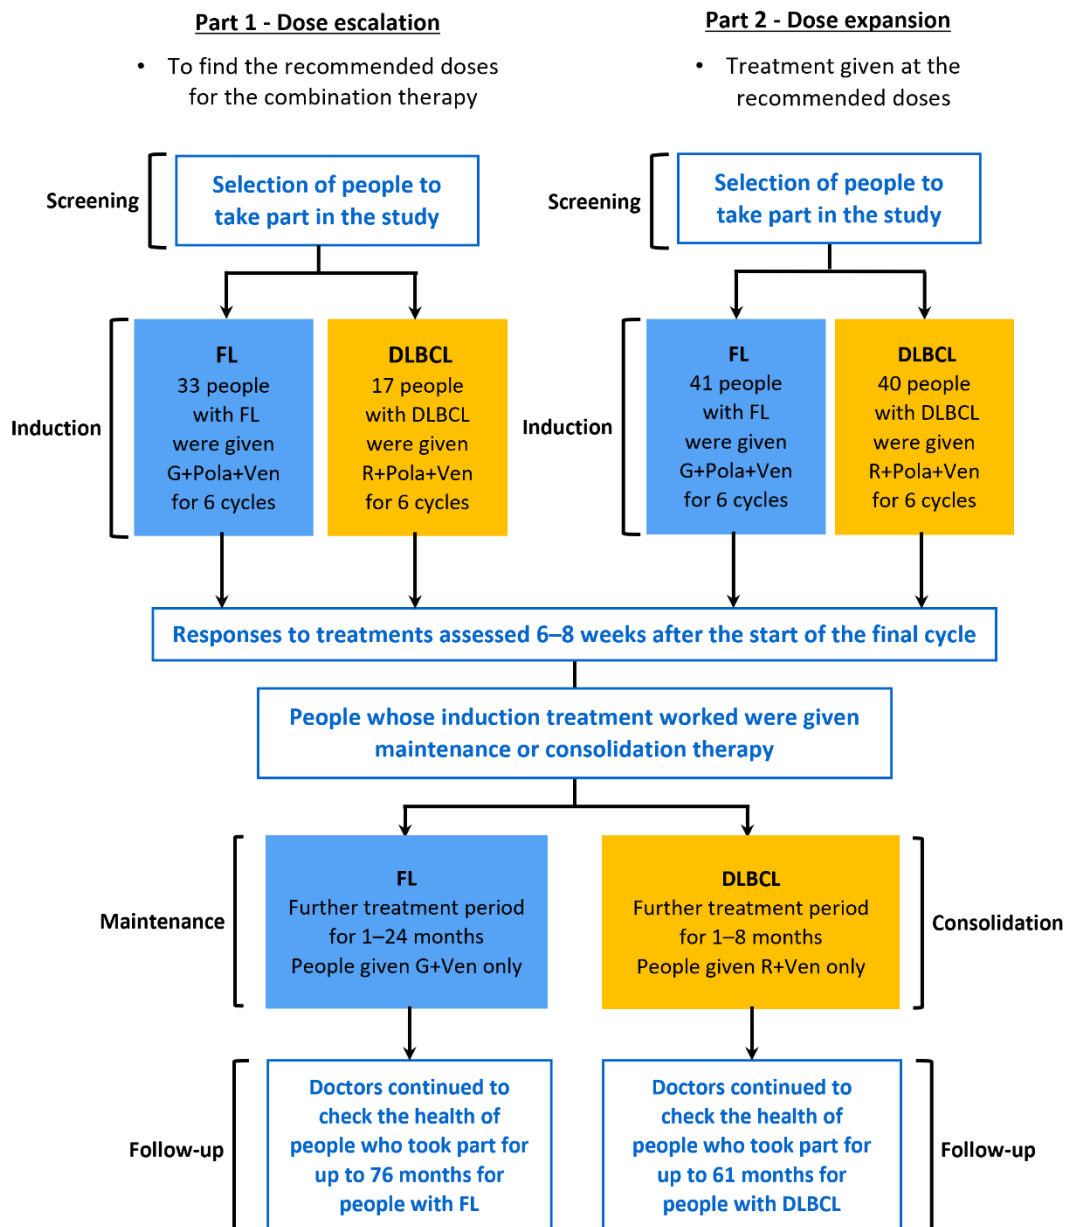 Part 1 - Dose escalation
• To find the recommended doses
for the combination therapy
Part 2 - Dose expansion
• Treatment given at the
recommended doses
Screening
Selection of people to
take part in the study
Screening
Selection of people to
take part in the study
Induction
FL
33 people
with FL
were given
G+Pola+Ven
for 6 cycles
DLBCL
17 people
with DLBCL
were given
R+Pola+Ven
for 6 cycles
Induction
FL
41 people
with FL
were given
G+Pola+Ven
for 6 cycles
DLBCL
40 people
with DLBCL
were given
R+Pola+Ven
for 6 cycles
Responses to treatments assessed 6–8 weeks after the start of the final cycle
People whose induction treatment worked were given
maintenance or consolidation therapy
Maintenance
FL
Further treatment period
for 1–24 months
People given G+Ven only
DLBCL
Further treatment period
for 1–8 months
People given R+Ven only
Consolidation
Follow-up
Doctors continued to
check the health of
people who took part for
up to 76 months for
people with FL
Doctors continued to
check the health of
people who took part for
up to 61 months for
people with DLBCL
Follow-up